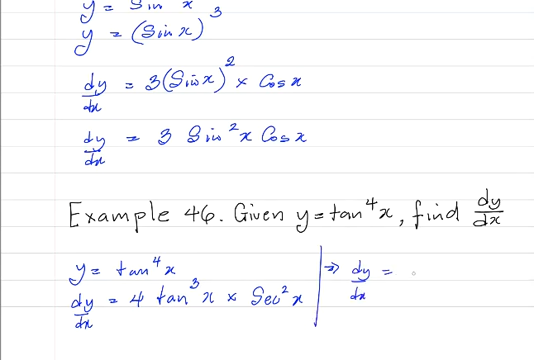 y = Sin³x
y = (Sin x)³
dy/dx = 3(Sin x)² × Cos x
dy/dx = 3 Sin²x Cos x
Example 46. Given y = tan⁴x, find dy/dx
y = tan⁴x
dy/dx = 4 tan³x × Sec²x | ⇒ dy/dx =